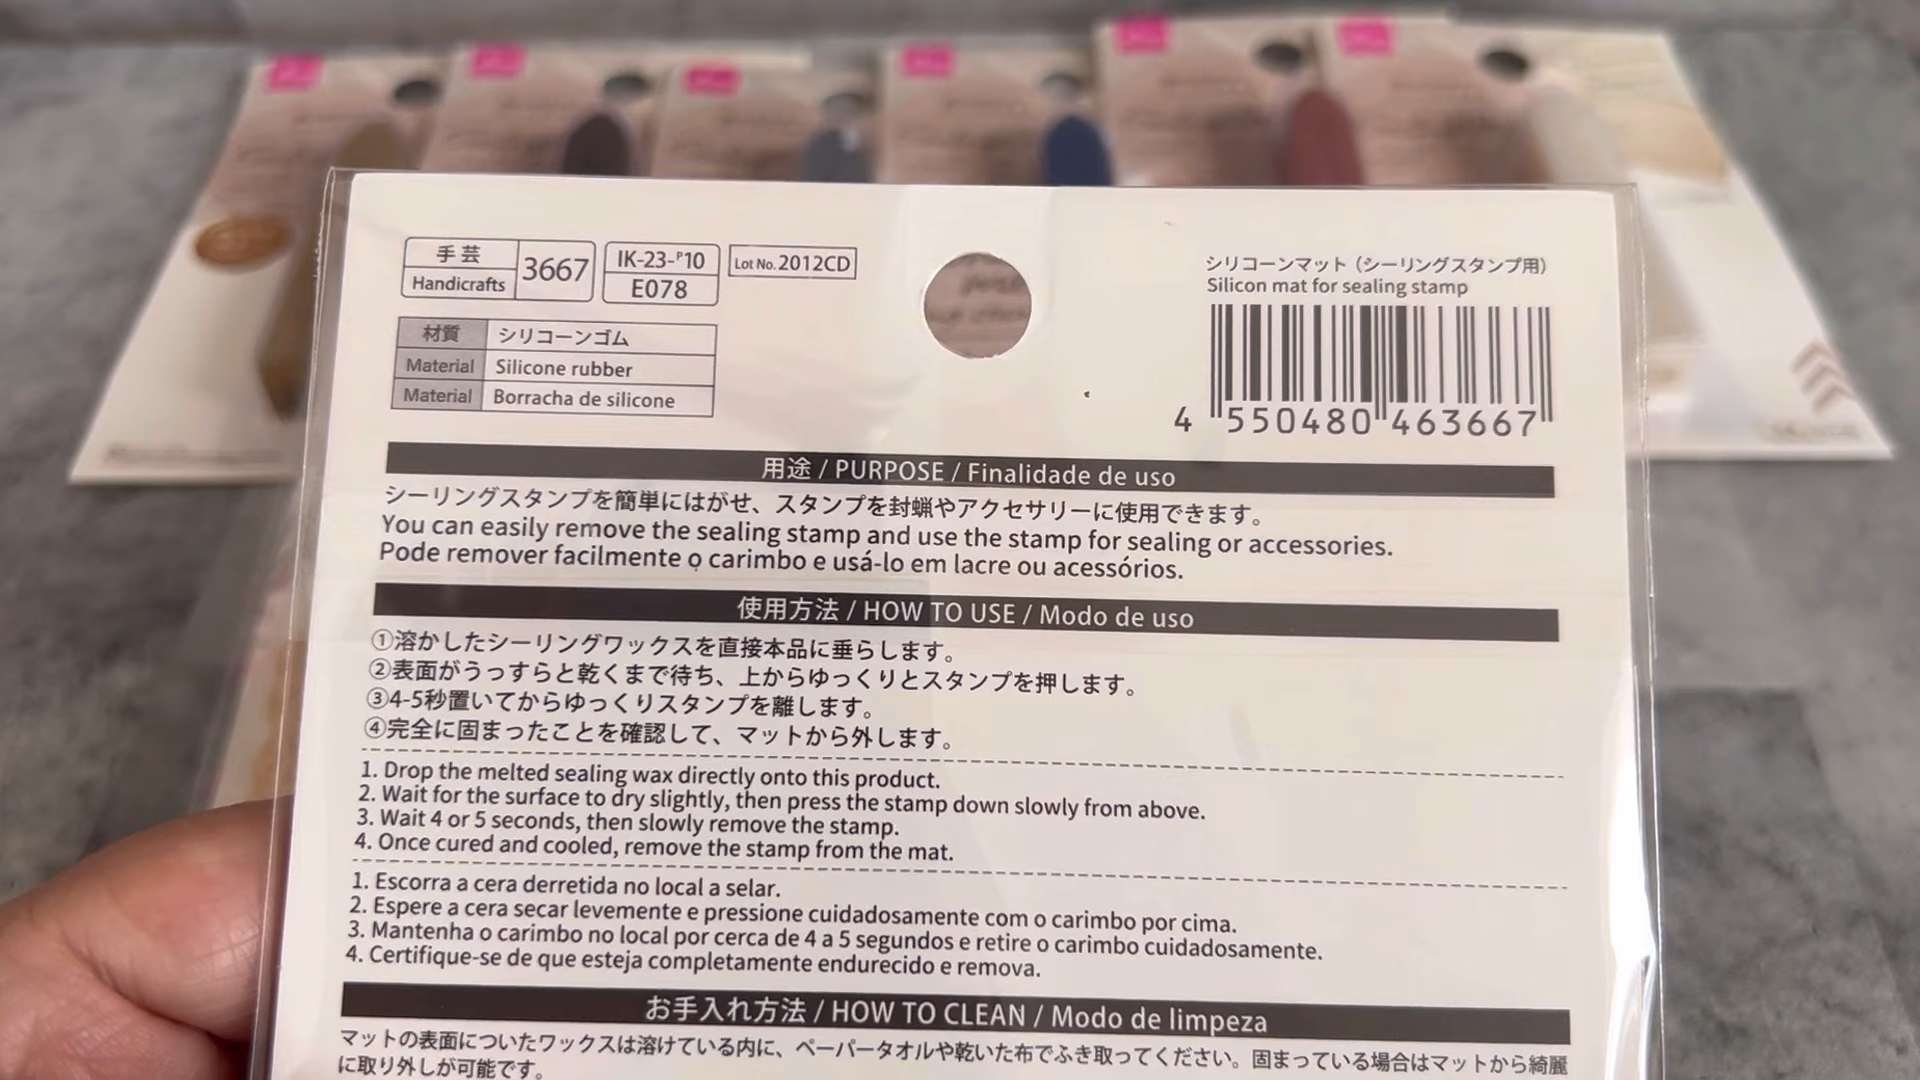 手芸
Handicrafts
3667
IK-23-P10
E078
Lot No. 2012CD
材質 シリコーンゴム
Material Silicone rubber
Material Borracha de silicone
シリコーンマット（シーリングスタンプ用）
Silicon mat for sealing stamp
4 550480 463667
用途 / PURPOSE / Finalidade de uso
シーリングスタンプを簡単にはがせ、スタンプを封蝋やアクセサリーに使用できます。
You can easily remove the sealing stamp and use the stamp for sealing or accessories.
Pode remover facilmente o carimbo e usá-lo em lacre ou acessórios.
使用方法 / HOW TO USE / Modo de uso
①溶かしたシーリングワックスを直接本品に垂らします。
②表面がうっすらと乾くまで待ち、上からゆっくりとスタンプを押します。
③4-5秒置いてからゆっくりスタンプを離します。
④完全に固まったことを確認して、マットから外します。
1. Drop the melted sealing wax directly onto this product.
2. Wait for the surface to dry slightly, then press the stamp down slowly from above.
3. Wait 4 or 5 seconds, then slowly remove the stamp.
4. Once cured and cooled, remove the stamp from the mat.
1. Escorra a cera derretida no local a selar.
2. Espere a cera secar levemente e pressione cuidadosamente com o carimbo por cima.
3. Mantenha o carimbo no local por cerca de 4 a 5 segundos e retire o carimbo cuidadosamente.
4. Certifique-se de que esteja completamente endurecido e remova.
お手入れ方法 / HOW TO CLEAN / Modo de limpeza
マットの表面についたワックスは溶けている内に、ペーパータオルや乾いた布でふき取ってください。固まっている場合はマットから綺麗
に取り外しが可能です。